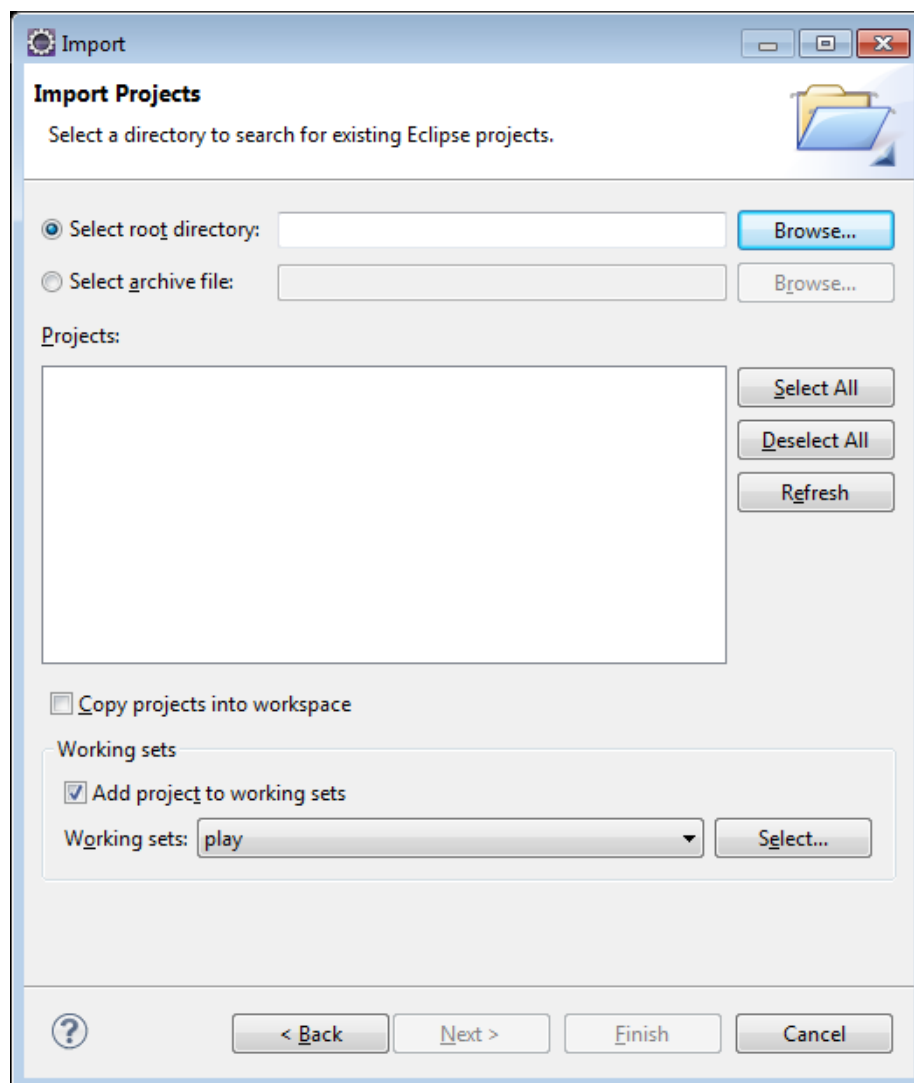 Import
Import Projects
Select a directory to search for existing Eclipse projects.
Select root directory:
Browse...
Select archive file:
Browse...
Projects:
Select All
Deselect All
Refresh
Copy projects into workspace
Working sets
Add project to working sets
Working sets: play
Select...
? < Back Next > Finish Cancel